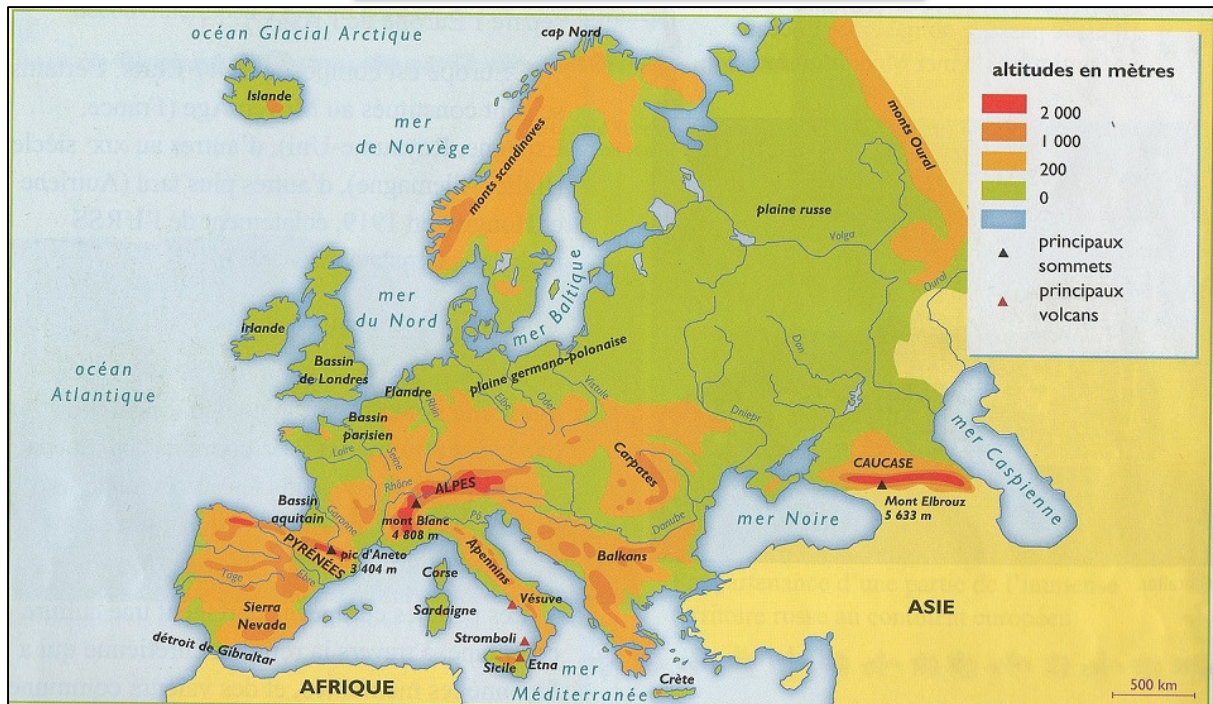 océan Glacial Arctique
cap Nord
Islande
mer
de Norvège
monts scandinaves
monts Oural
altitudes en mètres
2 000
1 000
200
0
principaux
sommets
principaux
volcans
plaine russe
Volga
Oural
mer
du Nord
mer Baltique
Irlande
Bassin
de Londres
océan
Atlantique
Flandre
plaine germano-polonaise
Rhin
Elbe
Oder
Vistule
Don
Dniepr
Bassin
parisien
Loire
Seine
Carpates
CAUCASE
Mont Elbrouz
5 633 m
mer Caspienne
Bassin
aquitain
Garonne
Rhône
ALPES
mont Blanc
4 808 m
Pô
Danube
mer Noire
PYRÉNÉES
pic d'Aneto
3 404 m
Corse
Apennins
Balkans
Tage
Ebre
Sierra
Nevada
Sardaigne
Vésuve
Stromboli
Sicile
Etna
détroit de Gibraltar
mer
Méditerranée
Crète
AFRIQUE
ASIE
500 km